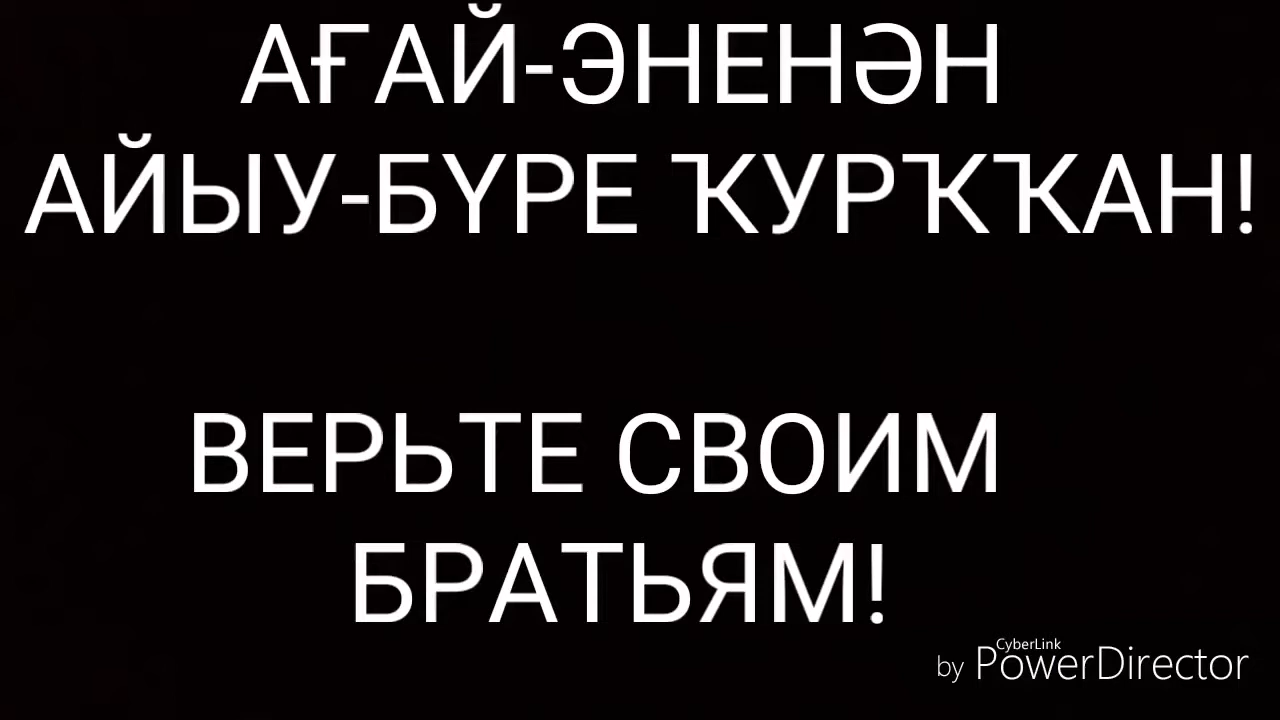 АҒАЙ-ЭНЕНӘН
АЙЫУ-БҮРЕ ҠУРҠҠАН!
ВЕРЬТЕ СВОИМ
БРАТЬЯМ!
CyberLink
by PowerDirector